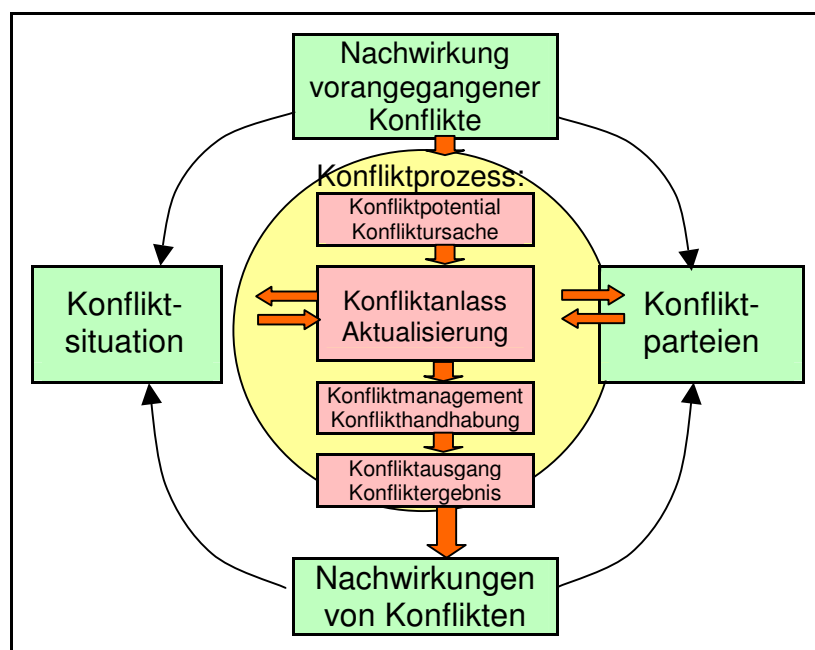 Nachwirkung
vorangegangener
Konflikte
Konfliktprozess:
Konfliktpotential
Konfliktursache
Konflikt-
situation
Konfliktanlass
Aktualisierung
Konflikt-
parteien
Konfliktmanagement
Konflikthandhabung
Konfliktausgang
Konfliktergebnis
Nachwirkungen
von Konflikten